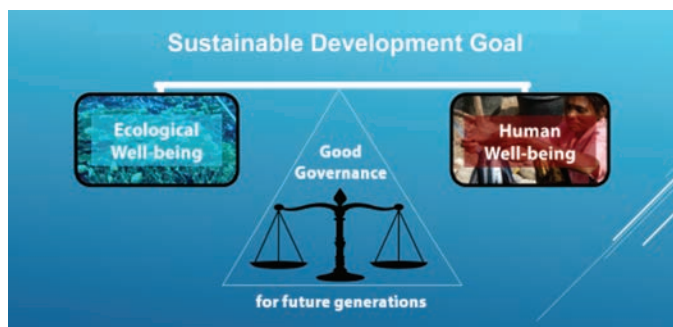 Sustainable Development Goal
Ecological
Well-being
Human
Well-being
Good
Governance
for future generations